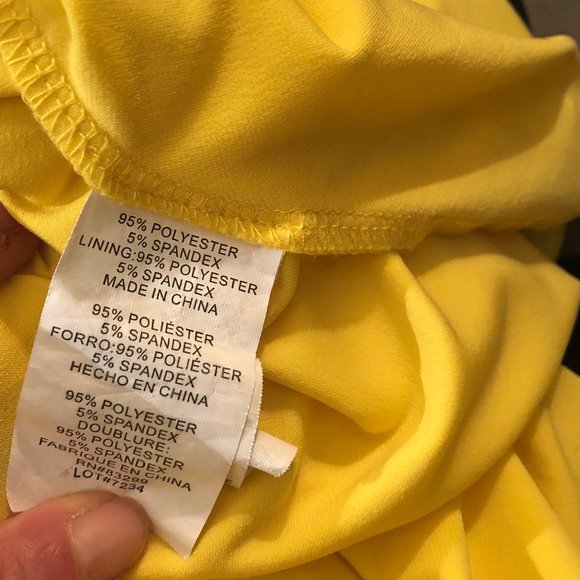 95% POLYESTER
5% SPANDEX
LINING:95% POLYESTER
5% SPANDEX
MADE IN CHINA
95% POLIÉSTER
5% SPANDEX
FORRO:95% POLIÉSTER
5% SPANDEX
HECHO EN CHINA
95% POLYESTER
5% SPANDEX
DOUBLURE:
95% POLYESTER
5% SPANDEX
FABRIQUE EN CHINA
RN#83299
LOT#7234